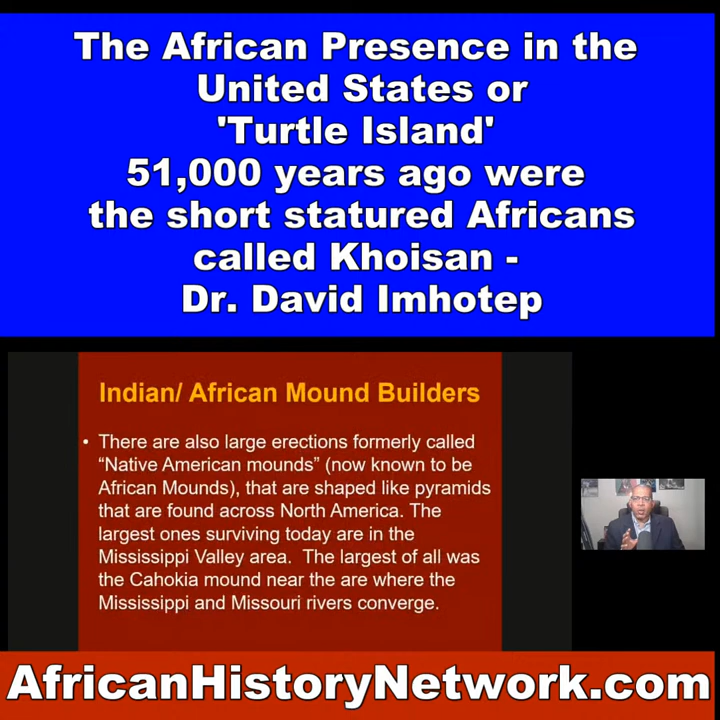 The African Presence in the
United States or
'Turtle Island'
51,000 years ago were
the short statured Africans
called Khoisan -
Dr. David Imhotep
Indian/ African Mound Builders
• There are also large erections formerly called
“Native American mounds” (now known to be
African Mounds), that are shaped like pyramids
that are found across North America. The
largest ones surviving today are in the
Mississippi Valley area.  The largest of all was
the Cahokia mound near the are where the
Mississippi and Missouri rivers converge.
AfricanHistoryNetwork.com